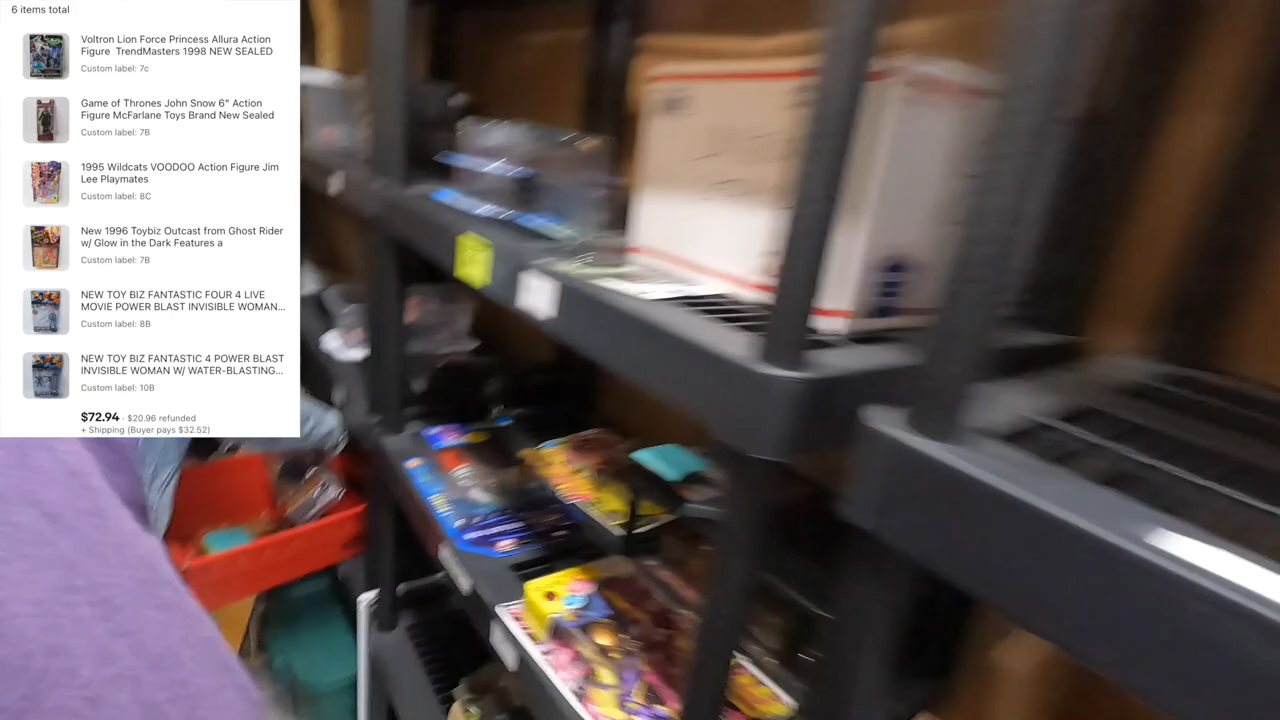 6 items total
Voltron Lion Force Princess Allura Action
Figure TrendMasters 1998 NEW SEALED
Custom label: 7c
Game of Thrones John Snow 6" Action
Figure McFarlane Toys Brand New Sealed
Custom label: 7B
1995 Wildcats VOODOO Action Figure Jim
Lee Playmates
Custom label: 8C
New 1996 Toybiz Outcast from Ghost Rider
w/ Glow in the Dark Features a
Custom label: 7B
NEW TOY BIZ FANTASTIC FOUR 4 LIVE
MOVIE POWER BLAST INVISIBLE WOMAN...
Custom label: 8B
NEW TOY BIZ FANTASTIC 4 POWER BLAST
INVISIBLE WOMAN W/ WATER-BLASTING...
Custom label: 10B
$72.94 · $20.96 refunded
+ Shipping (Buyer pays $32.52)